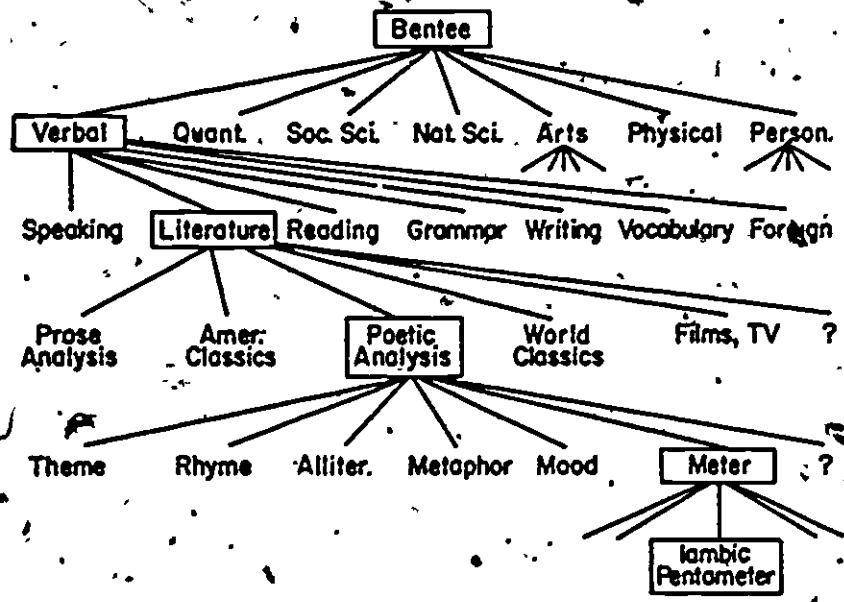 Bentee
Verbal Quant. Soc. Sci. Nat. Sci. Arts Physical Person.
Speaking Literature Reading Grammar Writing Vocabulary Foreign
Prose Amer. Poetic World Films, TV ?
Analysis Classics Analysis Classics
Theme Rhyme Alliter. Metaphor Mood Meter ?
Iambic
Pentameter